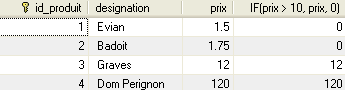 id_produit designation prix IF(prix > 10, prix, 0)
1 Evian 1.5 0
2 Badoit 1.75 0
3 Graves 12 12
4 Dom Perignon 120 120